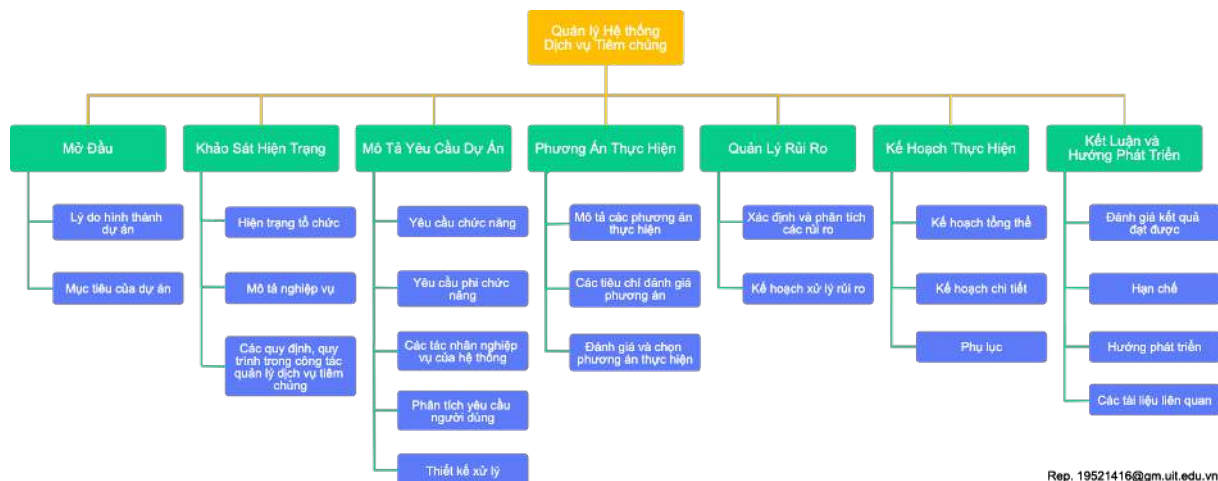 Quản lý Hệ thống
Dịch vụ Tiêm chủng
Mở Đầu
Lý do hình thành
dự án
Mục tiêu của dự án
Khảo Sát Hiện Trạng
Hiện trạng tổ chức
Mô tả nghiệp vụ
Các quy định, quy
trình trong công tác
quản lý dịch vụ tiêm
chủng
Mô Tả Yêu Cầu Dự Án
Yêu cầu chức năng
Yêu cầu phi chức
năng
Các tác nhân nghiệp
vụ của hệ thống
Phân tích yêu cầu
người dùng
Thiết kế xử lý
Phương Án Thực Hiện
Mô tả các phương án
thực hiện
Các tiêu chí đánh giá
phương án
Đánh giá và chọn
phương án thực hiện
Quản Lý Rủi Ro
Xác định và phân tích
các rủi ro
Kế hoạch xử lý rủi ro
Kế Hoạch Thực Hiện
Kế hoạch tổng thể
Kế hoạch chi tiết
Phụ lục
Kết Luận và
Hướng Phát Triển
Đánh giá kết quả
đạt được
Hạn chế
Hướng phát triển
Các tài liệu liên quan
Rep. 19521416@gm.uit.edu.vn